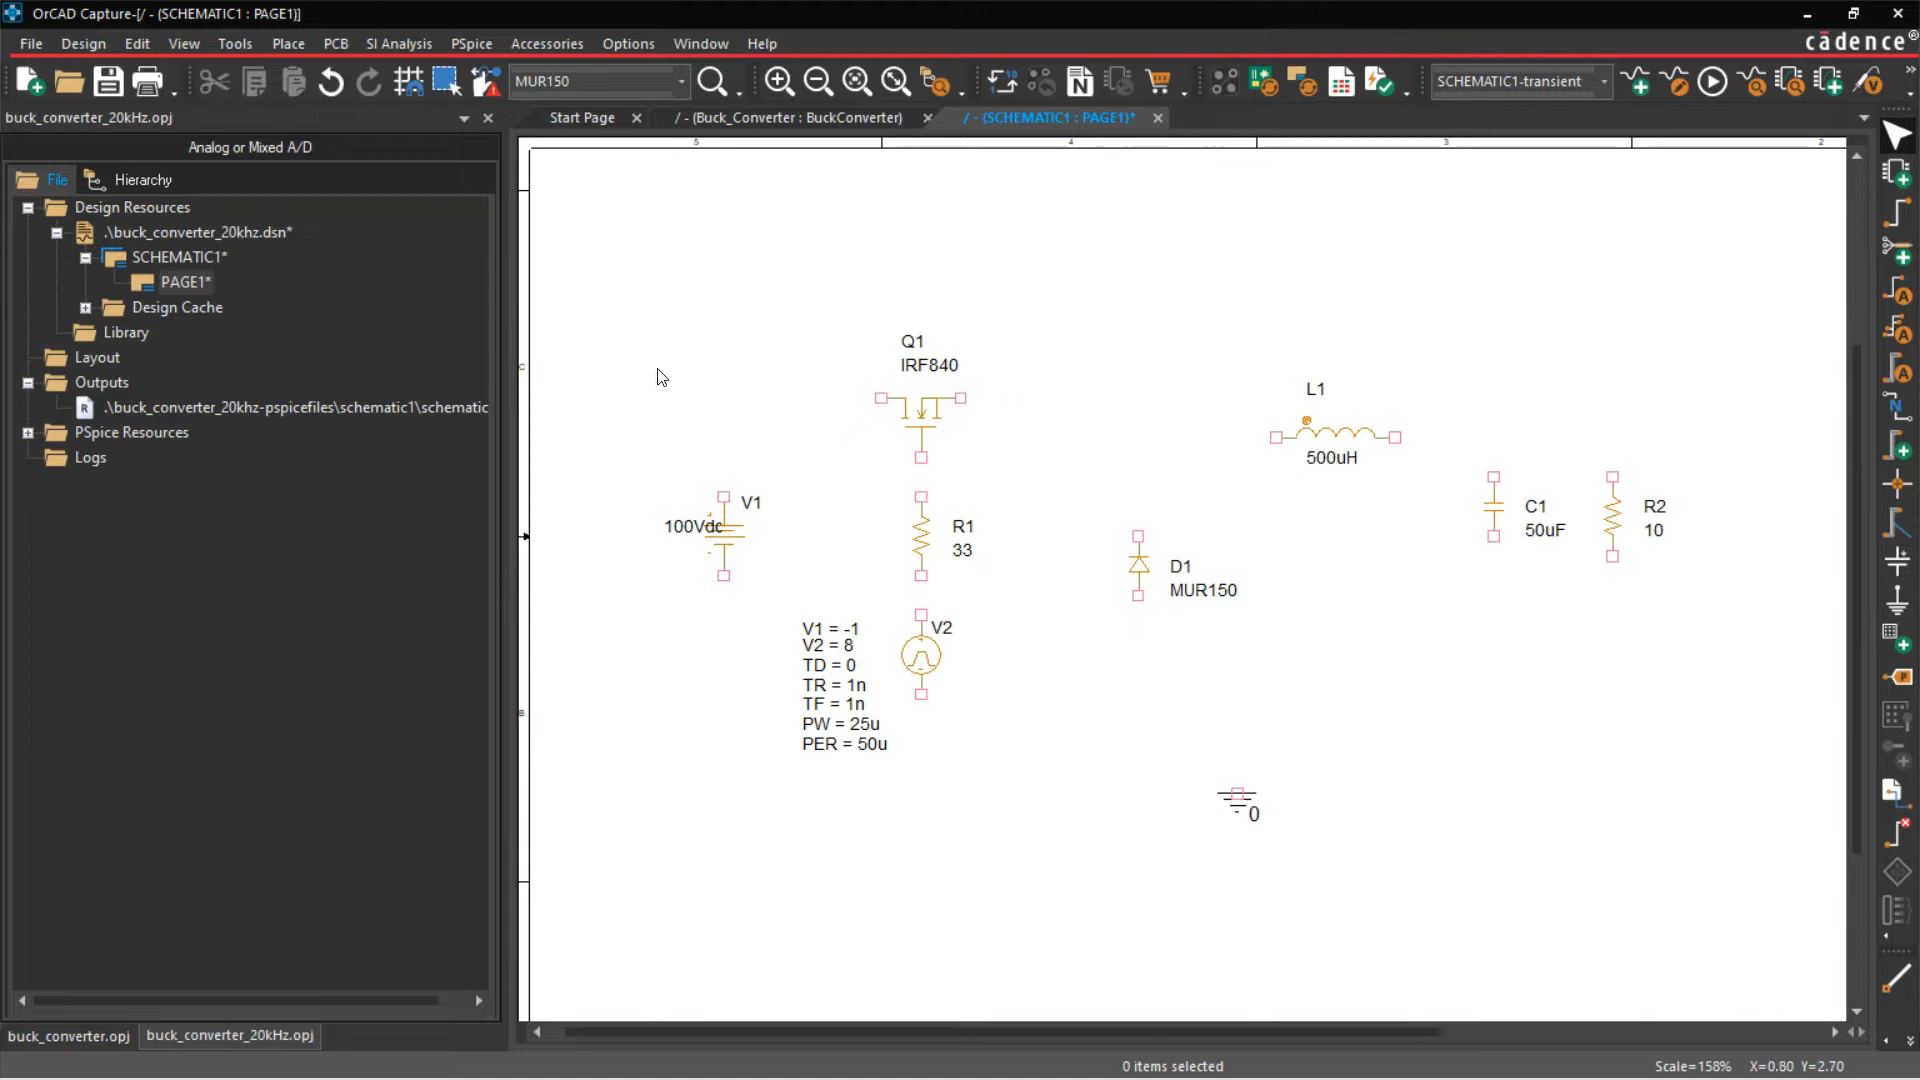 OrCAD Capture-[/ - (SCHEMATIC1 : PAGE1)]
File Design Edit View Tools Place PCB SI Analysis PSpice Accessories Options Window Help
cādence®
MUR150
SCHEMATIC1-transient
buck_converter_20kHz.opj
Start Page
/ - (Buck_Converter : BuckConverter)
/ - (SCHEMATIC1 : PAGE1)*
Analog or Mixed A/D
File Hierarchy
Design Resources
.\buck_converter_20khz.dsn*
SCHEMATIC1*
PAGE1*
Design Cache
Library
Layout
Outputs
.\buck_converter_20khz-pspicefiles\schematic1\schematic
PSpice Resources
Logs
5 4 3 2
C
B
Q1
IRF840
L1
500uH
V1
100Vdc
R1
33
C1
50uF
R2
10
D1
MUR150
V2
V1 = -1
V2 = 8
TD = 0
TR = 1n
TF = 1n
PW = 25u
PER = 50u
0
buck_converter.opj buck_converter_20kHz.opj
0 items selected
Scale=158% X=0.80 Y=2.70